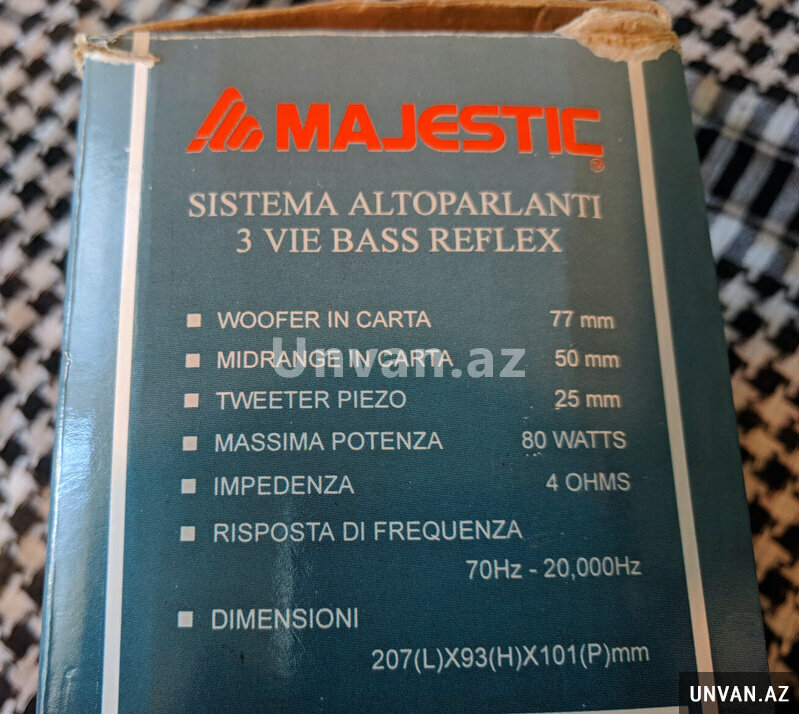 MAJESTIC
SISTEMA ALTOPARLANTI
3 VIE BASS REFLEX
WOOFER IN CARTA 77 mm
MIDRANGE IN CARTA 50 mm
Unvan.az
TWEETER PIEZO 25 mm
MASSIMA POTENZA 80 WATTS
IMPEDENZA 4 OHMS
RISPOSTA DI FREQUENZA
70Hz - 20,000Hz
DIMENSIONI
207(L)X93(H)X101(P)mm
UNVAN.AZ